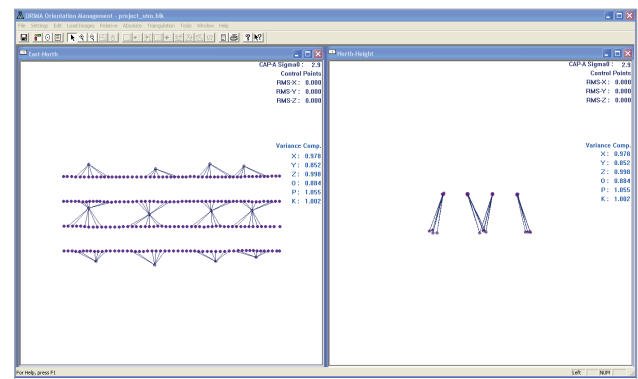 ORIMA Orientation Management - project_vho.blk
File Settings Edit Load Images Relative Absolute Triangulation Tools Window Help
East-North
CAP-A Sigma0 : 2.9
Control Points
RMS-X : 0.000
RMS-Y : 0.000
RMS-Z : 0.000
Variance Comp.
X : 0.978
Y : 0.852
Z : 0.998
O : 0.884
P : 1.055
K : 1.002
North-Height
CAP-A Sigma0 : 2.9
Control Points
RMS-X : 0.000
RMS-Y : 0.000
RMS-Z : 0.000
Variance Comp.
X : 0.978
Y : 0.852
Z : 0.998
O : 0.884
P : 1.055
K : 1.002
For Help, press F1
Left NUM